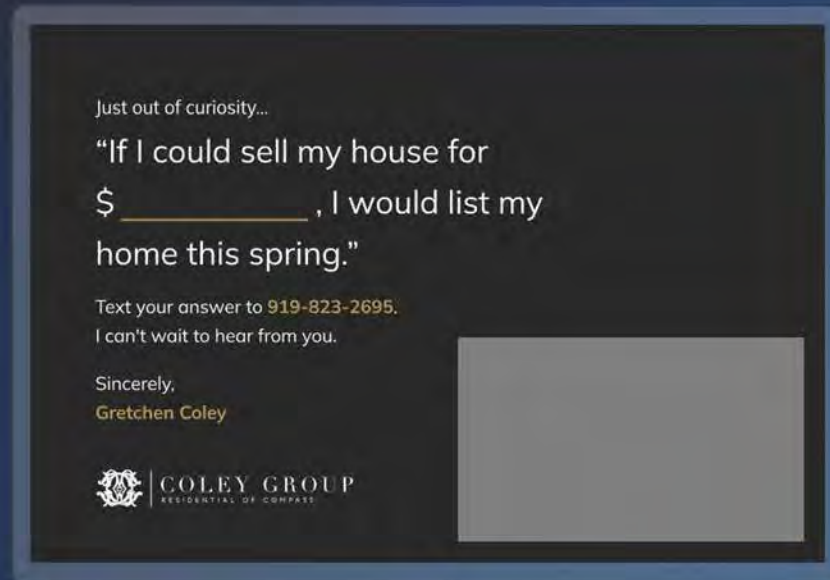 Just out of curiosity...
“If I could sell my house for
$ __________, I would list my
home this spring.”
Text your answer to 919-823-2695.
I can't wait to hear from you.
Sincerely,
Gretchen Coley
COLEY GROUP
RESIDENTIAL OF COMPASS